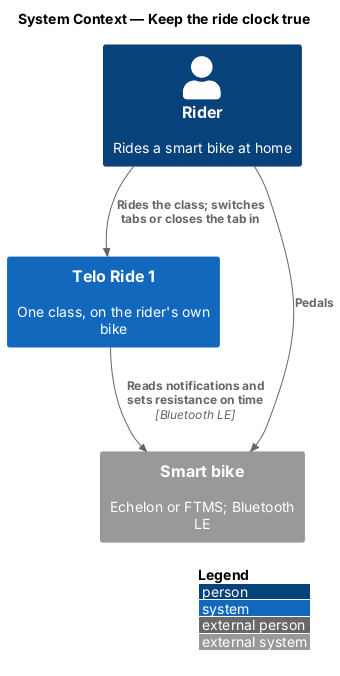 System Context — Keep the ride clock true
Rider
Rides a smart bike at home
Rides the class; switches
tabs or closes the tab in
Telo Ride 1
One class, on the rider's own
bike
Pedals
Reads notifications and
sets resistance on time
[Bluetooth LE]
Smart bike
Echelon or FTMS; Bluetooth
LE
Legend
person
system
external person
external system